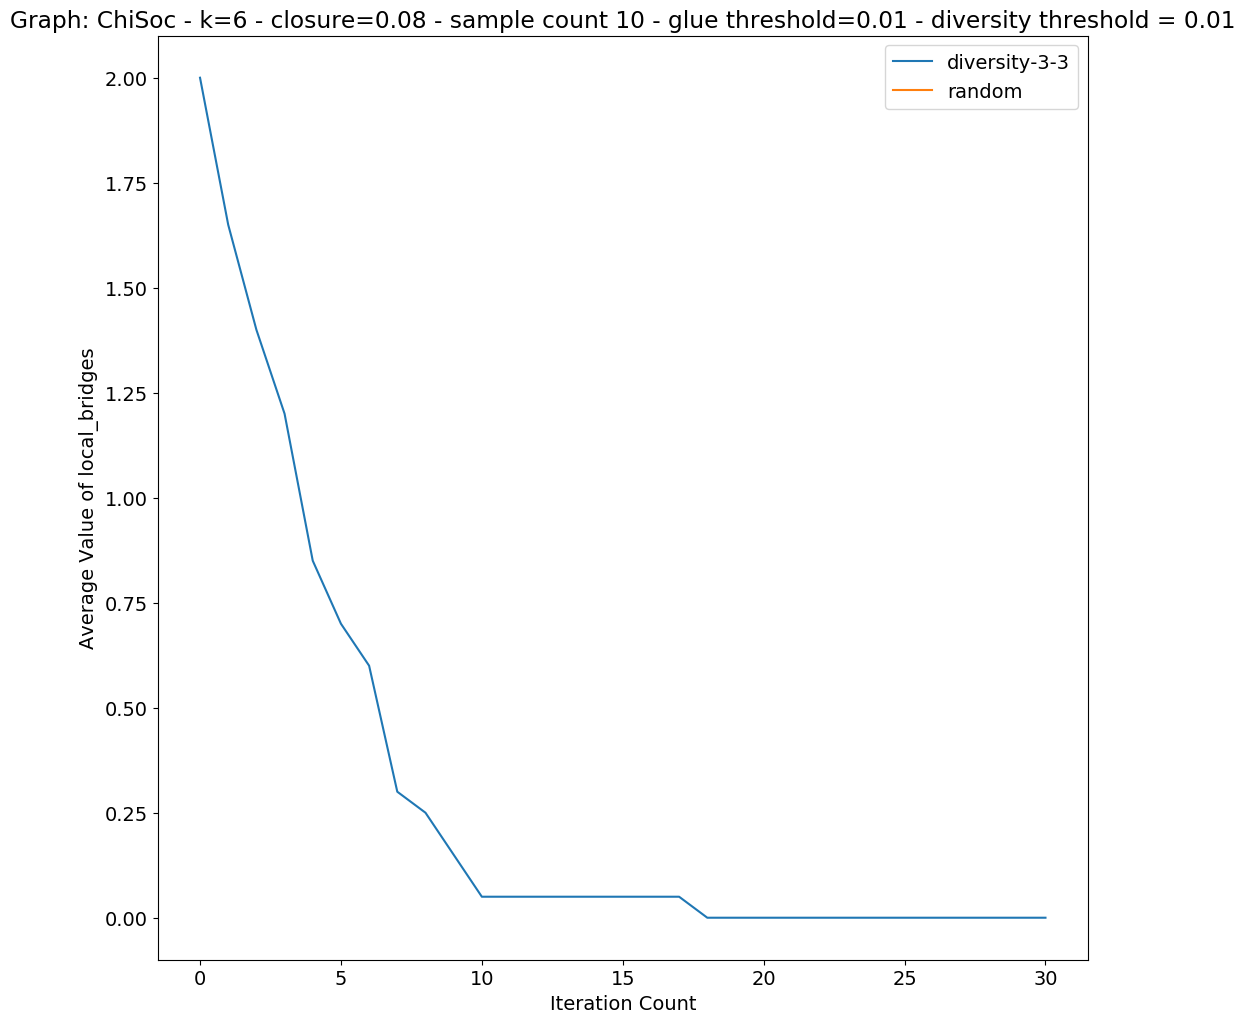 Graph: ChiSoc - k=6 - closure=0.08 - sample count 10 - glue threshold=0.01 - diversity threshold = 0.01
diversity-3-3
random
2.00
1.75
1.50
1.25
1.00
0.75
0.50
0.25
0.00
Average Value of local_bridges
0 5 10 15 20 25 30
Iteration Count